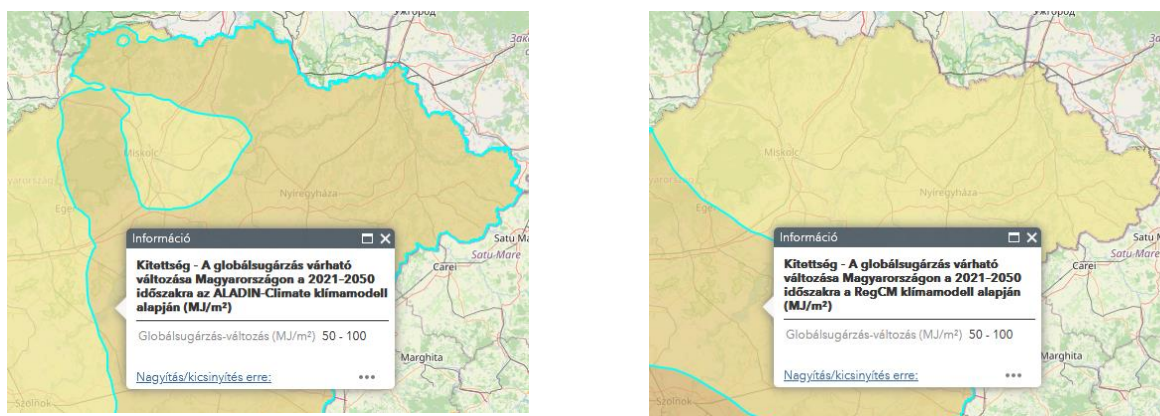 Ужгород
Miskolc
Nyíregyháza
Eger
Szolnok
Satu Mare
Carei
Marghita
Információ
Kitettség - A globálsugárzás várható
változása Magyarországon a 2021–2050
időszakra az ALADIN-Climate klímamodell
alapján (MJ/m²)
Globálsugárzás-változás (MJ/m²) 50 - 100
Nagyítás/kicsinyítés erre:
Miskolc
Nyíregyháza
Eger
Szolnok
Satu Mare
Carei
Marghita
Információ
Kitettség - A globálsugárzás várható
változása Magyarországon a 2021–2050
időszakra a RegCM klímamodell alapján
(MJ/m²)
Globálsugárzás-változás (MJ/m²) 50 - 100
Nagyítás/kicsinyítés erre: